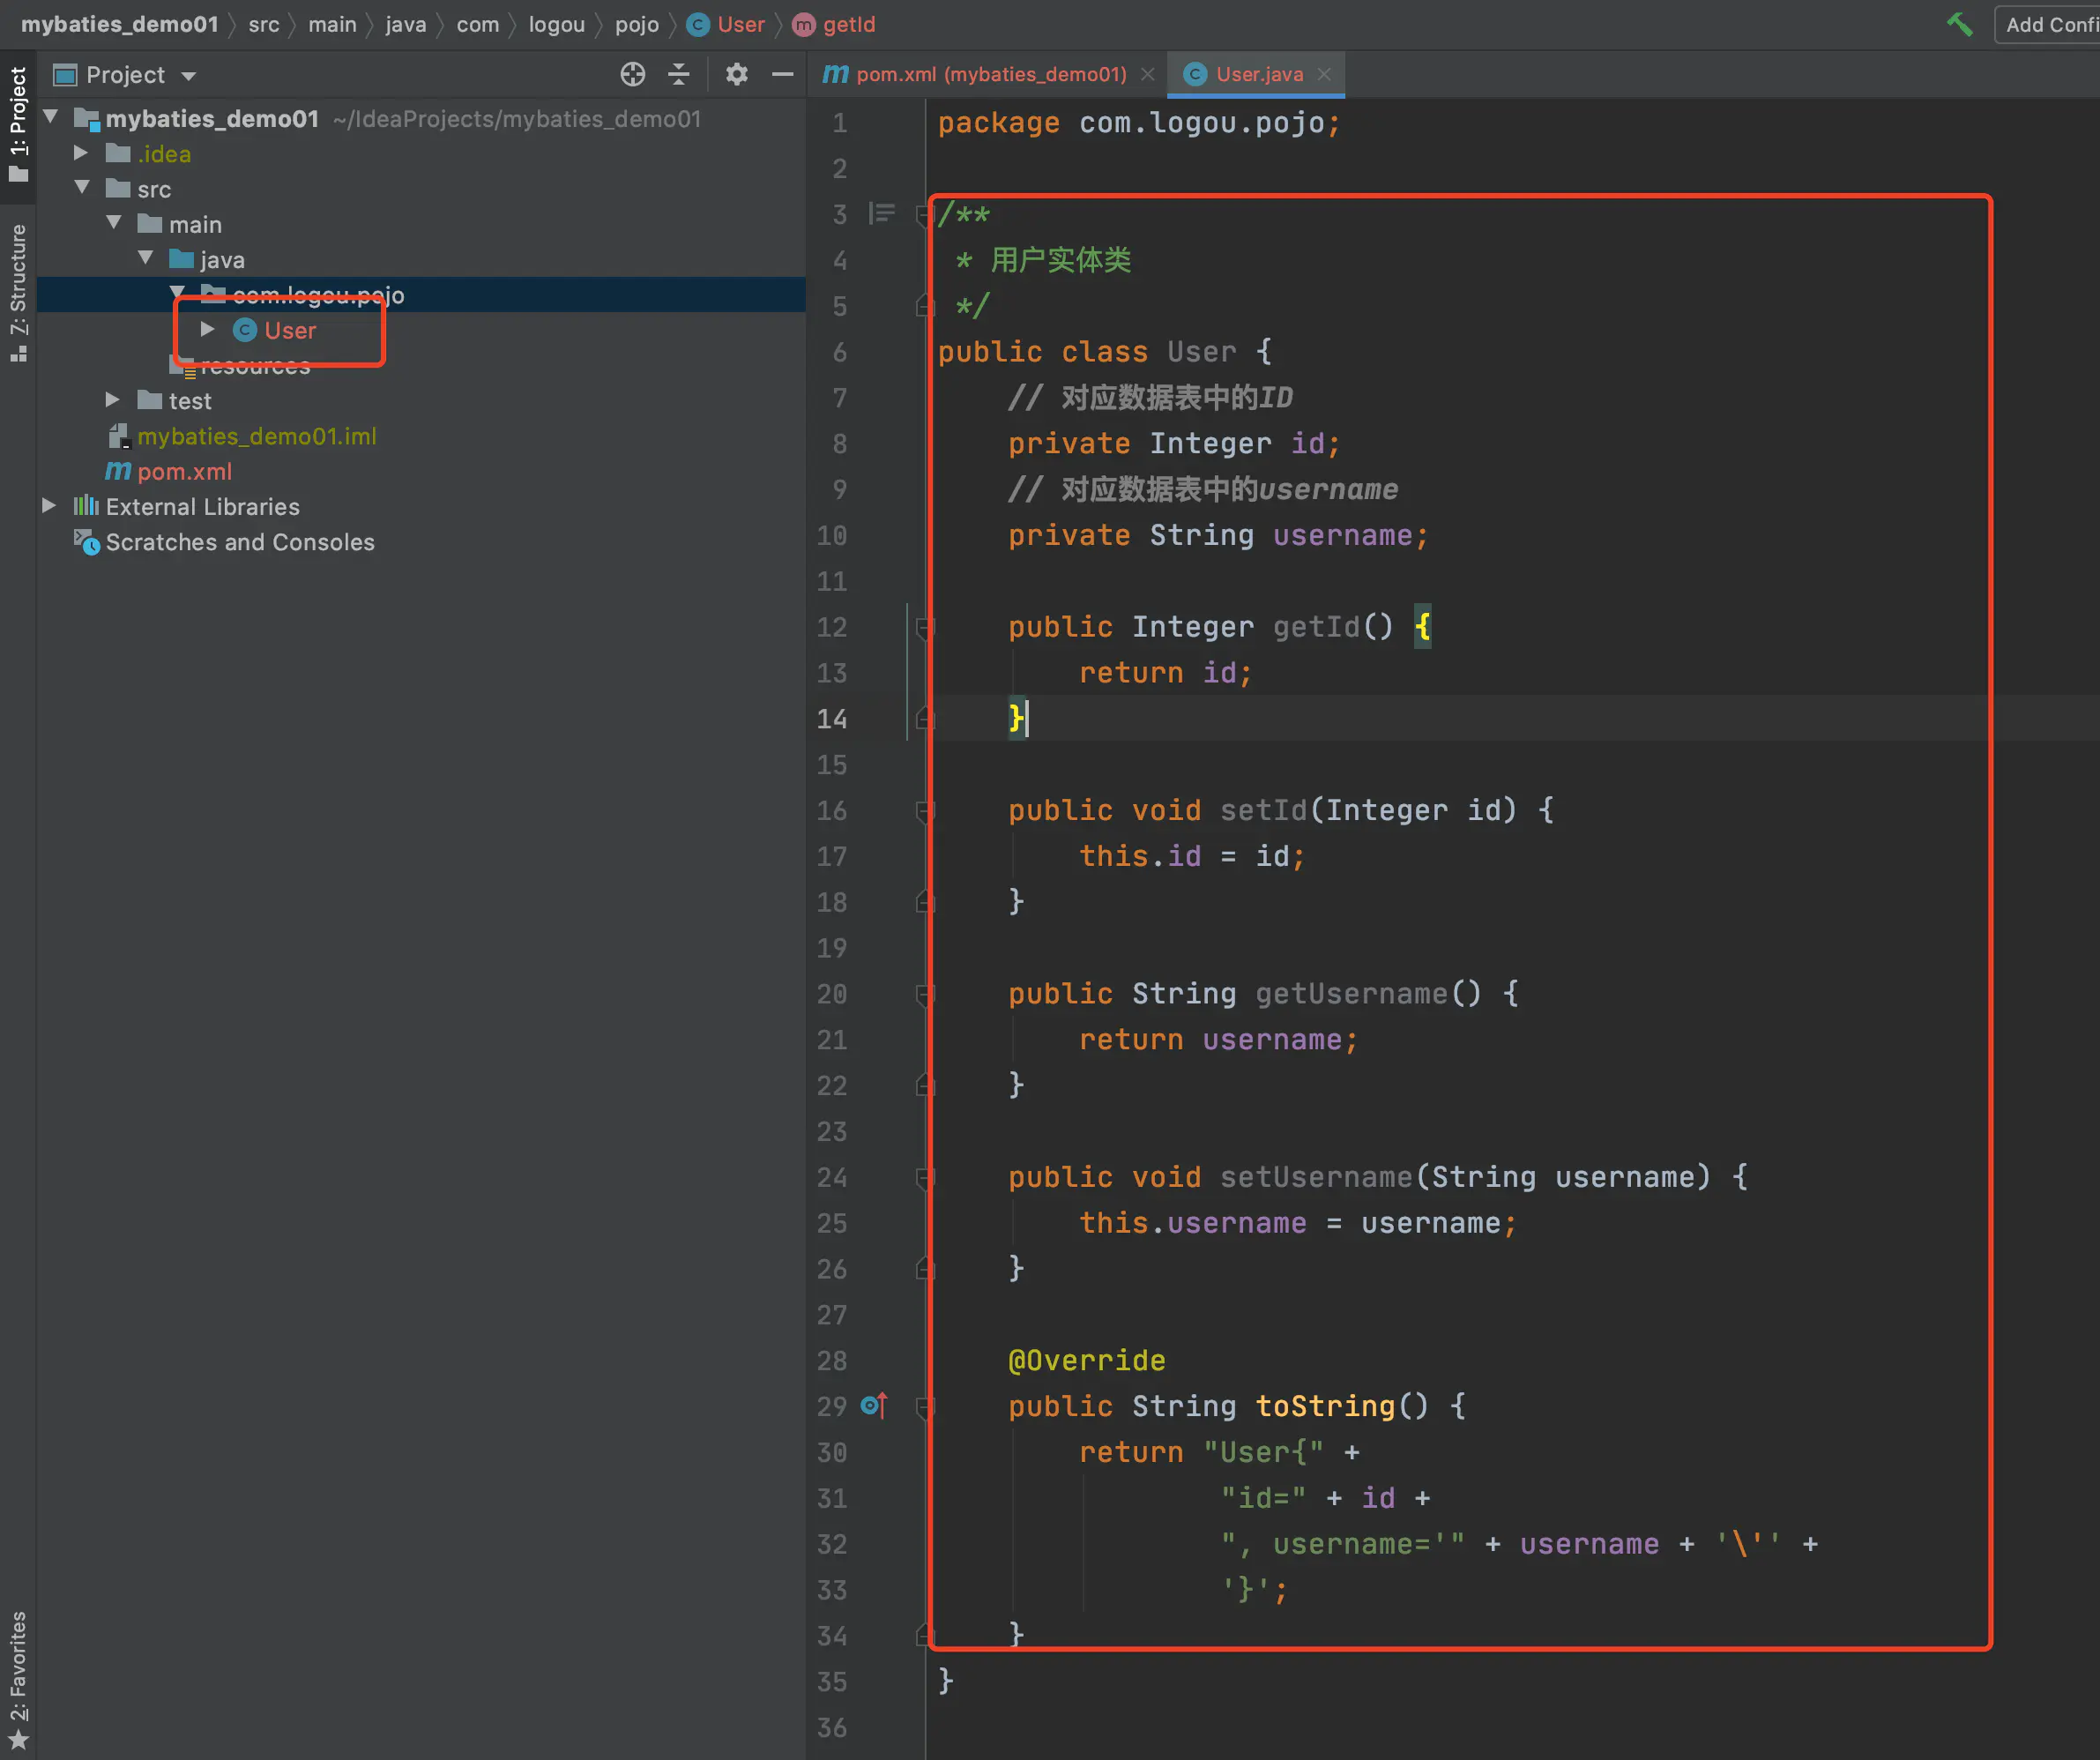 mybaties_demo01 src main java com logou pojo User getId
Add Confi
1: Project
Z: Structure
2: Favorites
Project
mybaties_demo01 ~/IdeaProjects/mybaties_demo01
.idea
src
main
java
com.logou.pojo
User
resources
test
mybaties_demo01.iml
pom.xml
External Libraries
Scratches and Consoles
pom.xml (mybaties_demo01) User.java
1 package com.logou.pojo;
2
3 /**
4 * 用户实体类
5 */
6 public class User {
7 // 对应数据表中的ID
8 private Integer id;
9 // 对应数据表中的username
10 private String username;
11
12 public Integer getId() {
13 return id;
14 }
15
16 public void setId(Integer id) {
17 this.id = id;
18 }
19
20 public String getUsername() {
21 return username;
22 }
23
24 public void setUsername(String username) {
25 this.username = username;
26 }
27
28 @Override
29 public String toString() {
30 return "User{" +
31 "id=" + id +
32 ", username='" + username + '\'' +
33 '}';
34 }
35 }
36